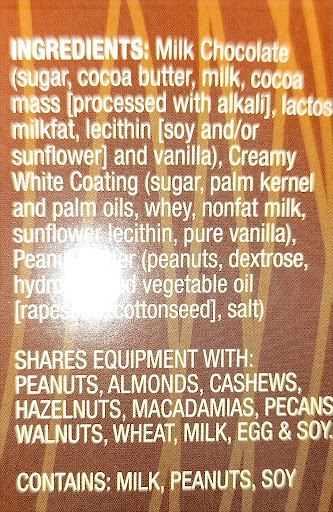 INGREDIENTS: Milk Chocolate
(sugar, cocoa butter, milk, cocoa
mass [processed with alkali], lactos
milkfat, lecithin [soy and/or
sunflower] and vanilla), Creamy
White Coating (sugar, palm kernel
and palm oils, whey, nonfat milk,
sunflower lecithin, pure vanilla),
(peanuts, dextrose,
vegetable oil
cottonseed], salt)
SHARES EQUIPMENT WITH:
PEANUTS, ALMONDS, CASHEWS,
HAZELNUTS, MACADAMIAS, PECANS
WALNUTS, WHEAT, MILK, EGG & SOY.
CONTAINS: MILK, PEANUTS, SOY